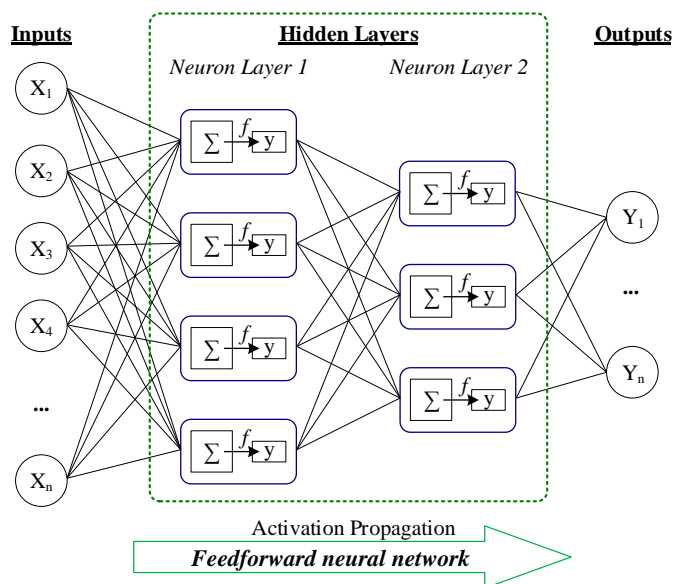 Inputs
Hidden Layers
Outputs
Neuron Layer 1
Neuron Layer 2
X1
X2
X3
X4
...
Xn
∑ f y
∑ f y
∑ f y
∑ f y
∑ f y
∑ f y
∑ f y
Y1
...
Yn
Activation Propagation
Feedforward neural network